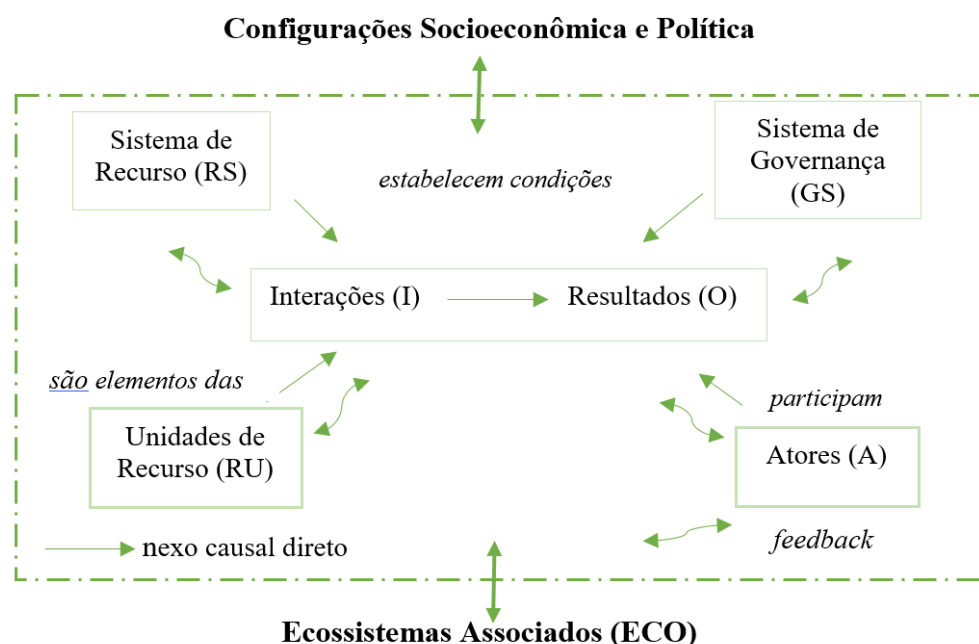 Configurações Socioeconômica e Política
Sistema de
Recurso (RS)
Sistema de
Governança
(GS)
estabelecem condições
Interações (I)
Resultados (O)
são elementos das
participam
Unidades de
Recurso (RU)
Atores (A)
nexo causal direto
feedback
Ecossistemas Associados (ECO)